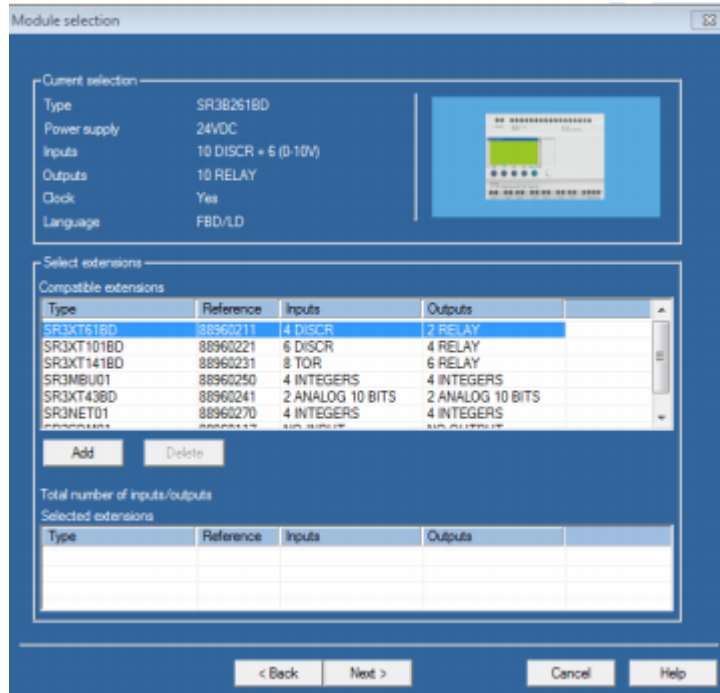 Module selection
Current selection
Type SR3B261BD
Power supply 24VDC
Inputs 10 DISCR + 6 (0-10V)
Outputs 10 RELAY
Clock Yes
Language FBD/LD
Select extensions
Compatible extensions
Type Reference Inputs Outputs
SR3XT61BD 88960211 4 DISCR 2 RELAY
SR3XT101BD 88960221 6 DISCR 4 RELAY
SR3XT141BD 88960231 8 TOR 6 RELAY
SR3MBU01 88960250 4 INTEGERS 4 INTEGERS
SR3XT43BD 88960241 2 ANALOG 10 BITS 2 ANALOG 10 BITS
SR3NET01 88960270 4 INTEGERS 4 INTEGERS
NO INPUT NO OUTPUT
Add Delete
Total number of inputs/outputs
Selected extensions
Type Reference Inputs Outputs
< Back Next > Cancel Help